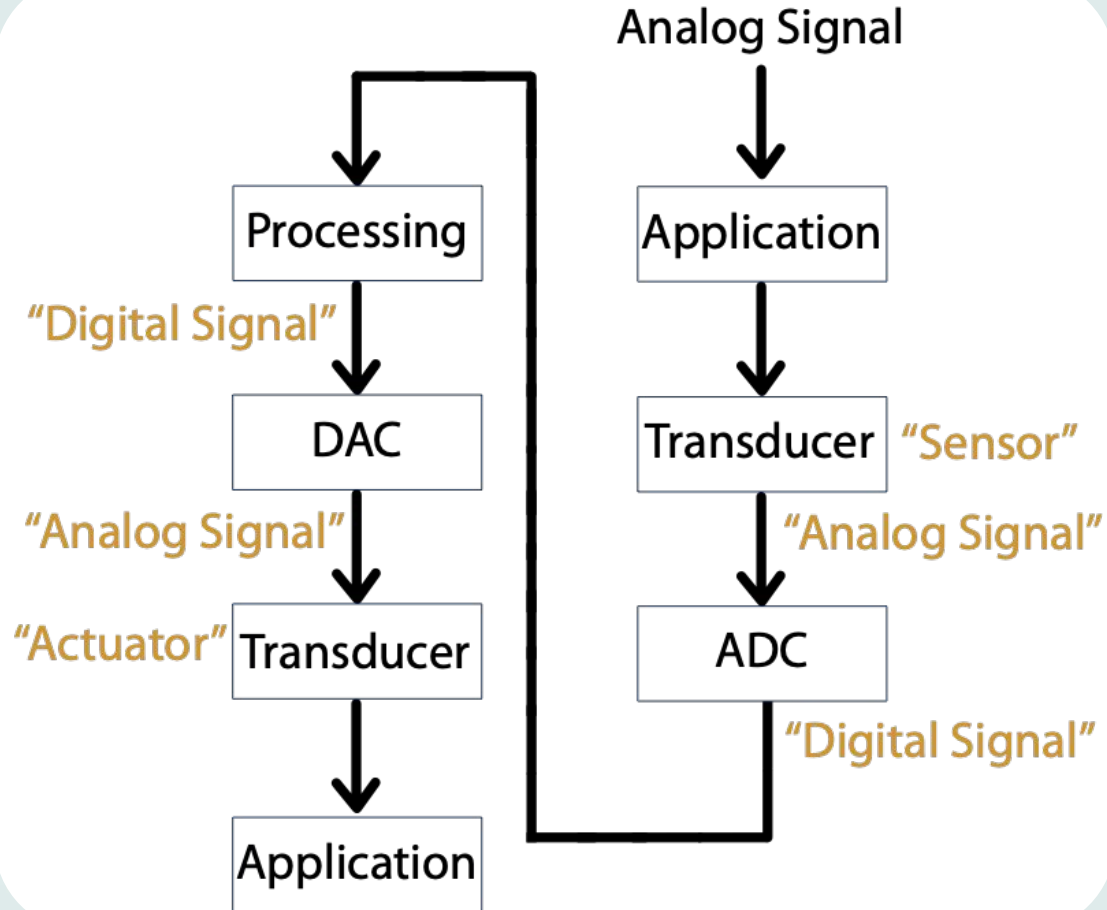 Analog Signal
Application
Transducer
“Sensor”
“Analog Signal”
ADC
“Digital Signal”
Processing
“Digital Signal”
DAC
“Analog Signal”
“Actuator”
Transducer
Application